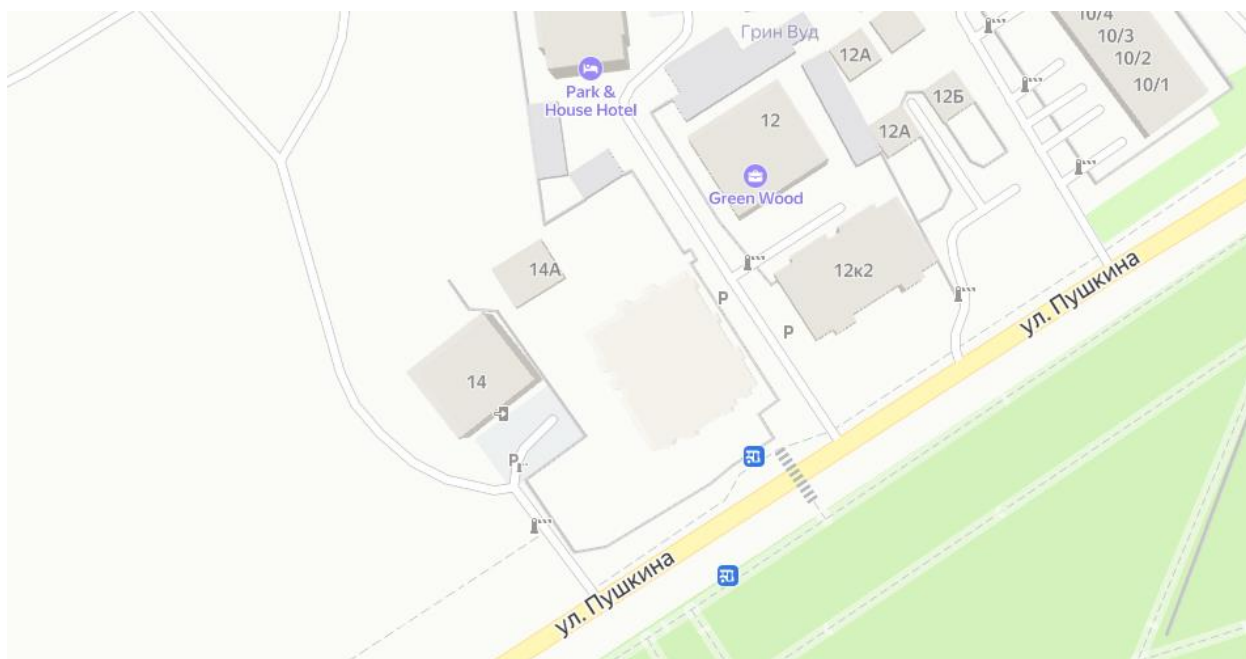 10/4
10/3
10/2
10/1
Грин Вуд
12А
Park &
House Hotel
12Б
12
12А
Green Wood
14А
12к2
ул. Пушкина
P
P
14
P
ул. Пушкина